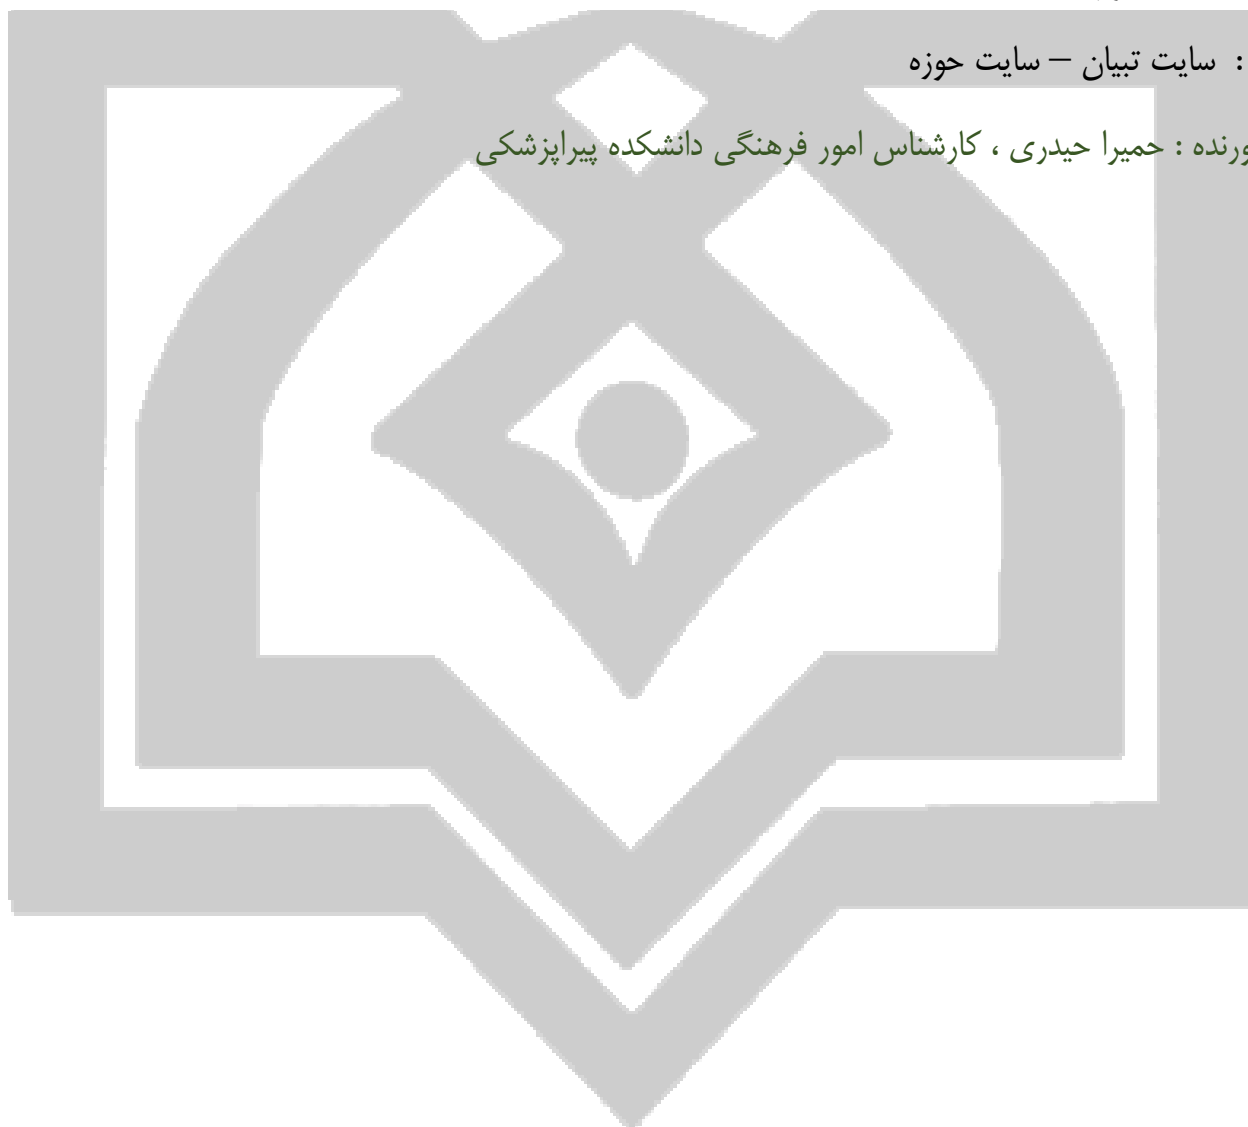 : سایت تبیان – سایت حوزه
ورنده : حمیرا حیدری ، کارشناس امور فرهنگی دانشکده پیراپزشکی